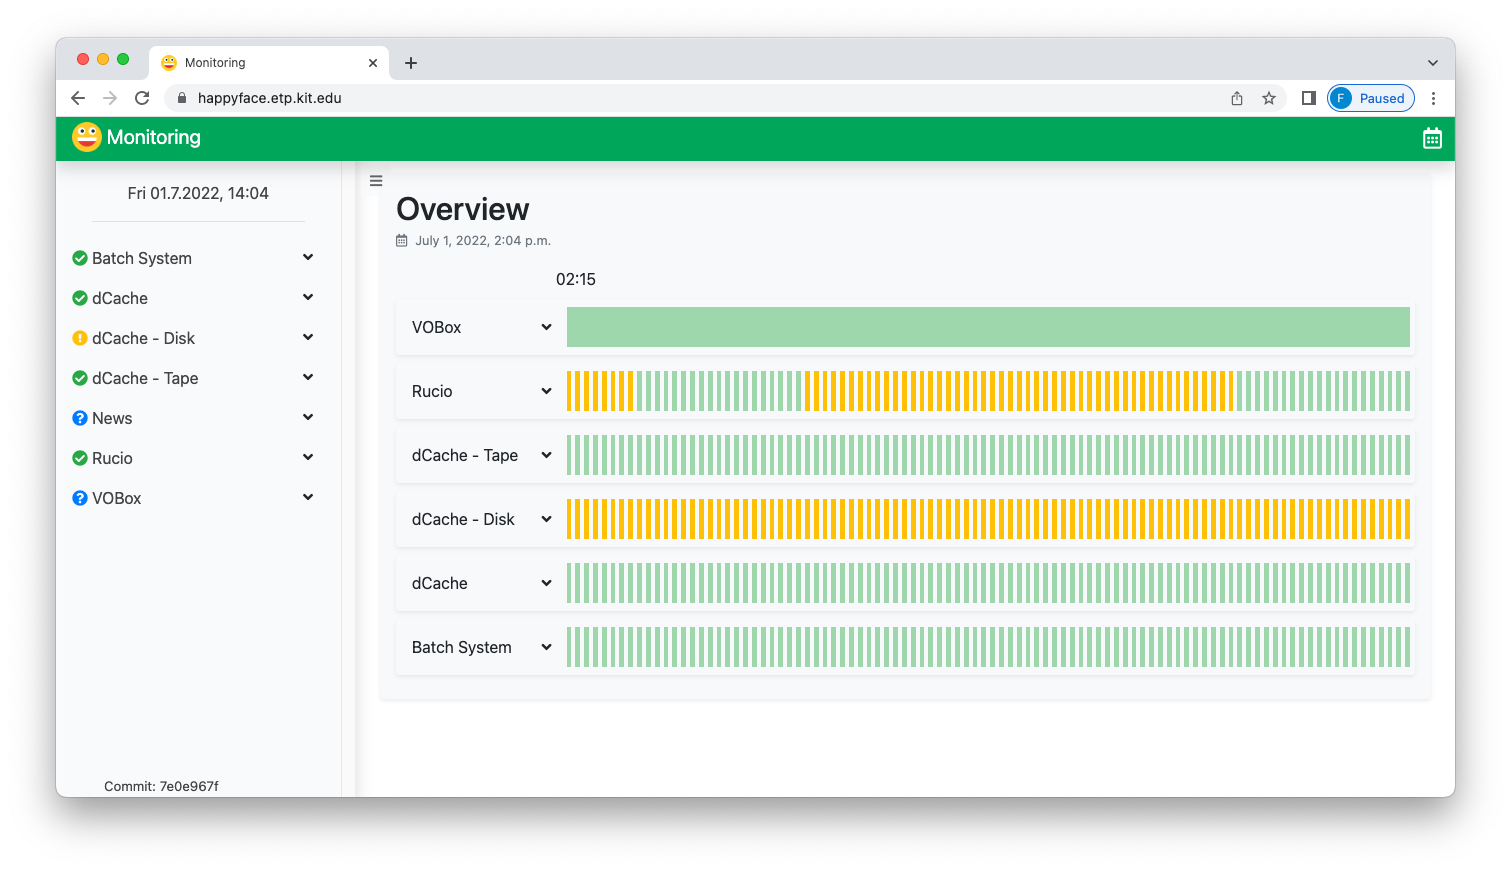 Monitoring
happyface.etp.kit.edu
F Paused
Monitoring
Fri 01.7.2022, 14:04
Batch System
dCache
dCache - Disk
dCache - Tape
News
Rucio
VOBox
Commit: 7e0e967f
Overview
July 1, 2022, 2:04 p.m.
02:15
VOBox
Rucio
dCache - Tape
dCache - Disk
dCache
Batch System